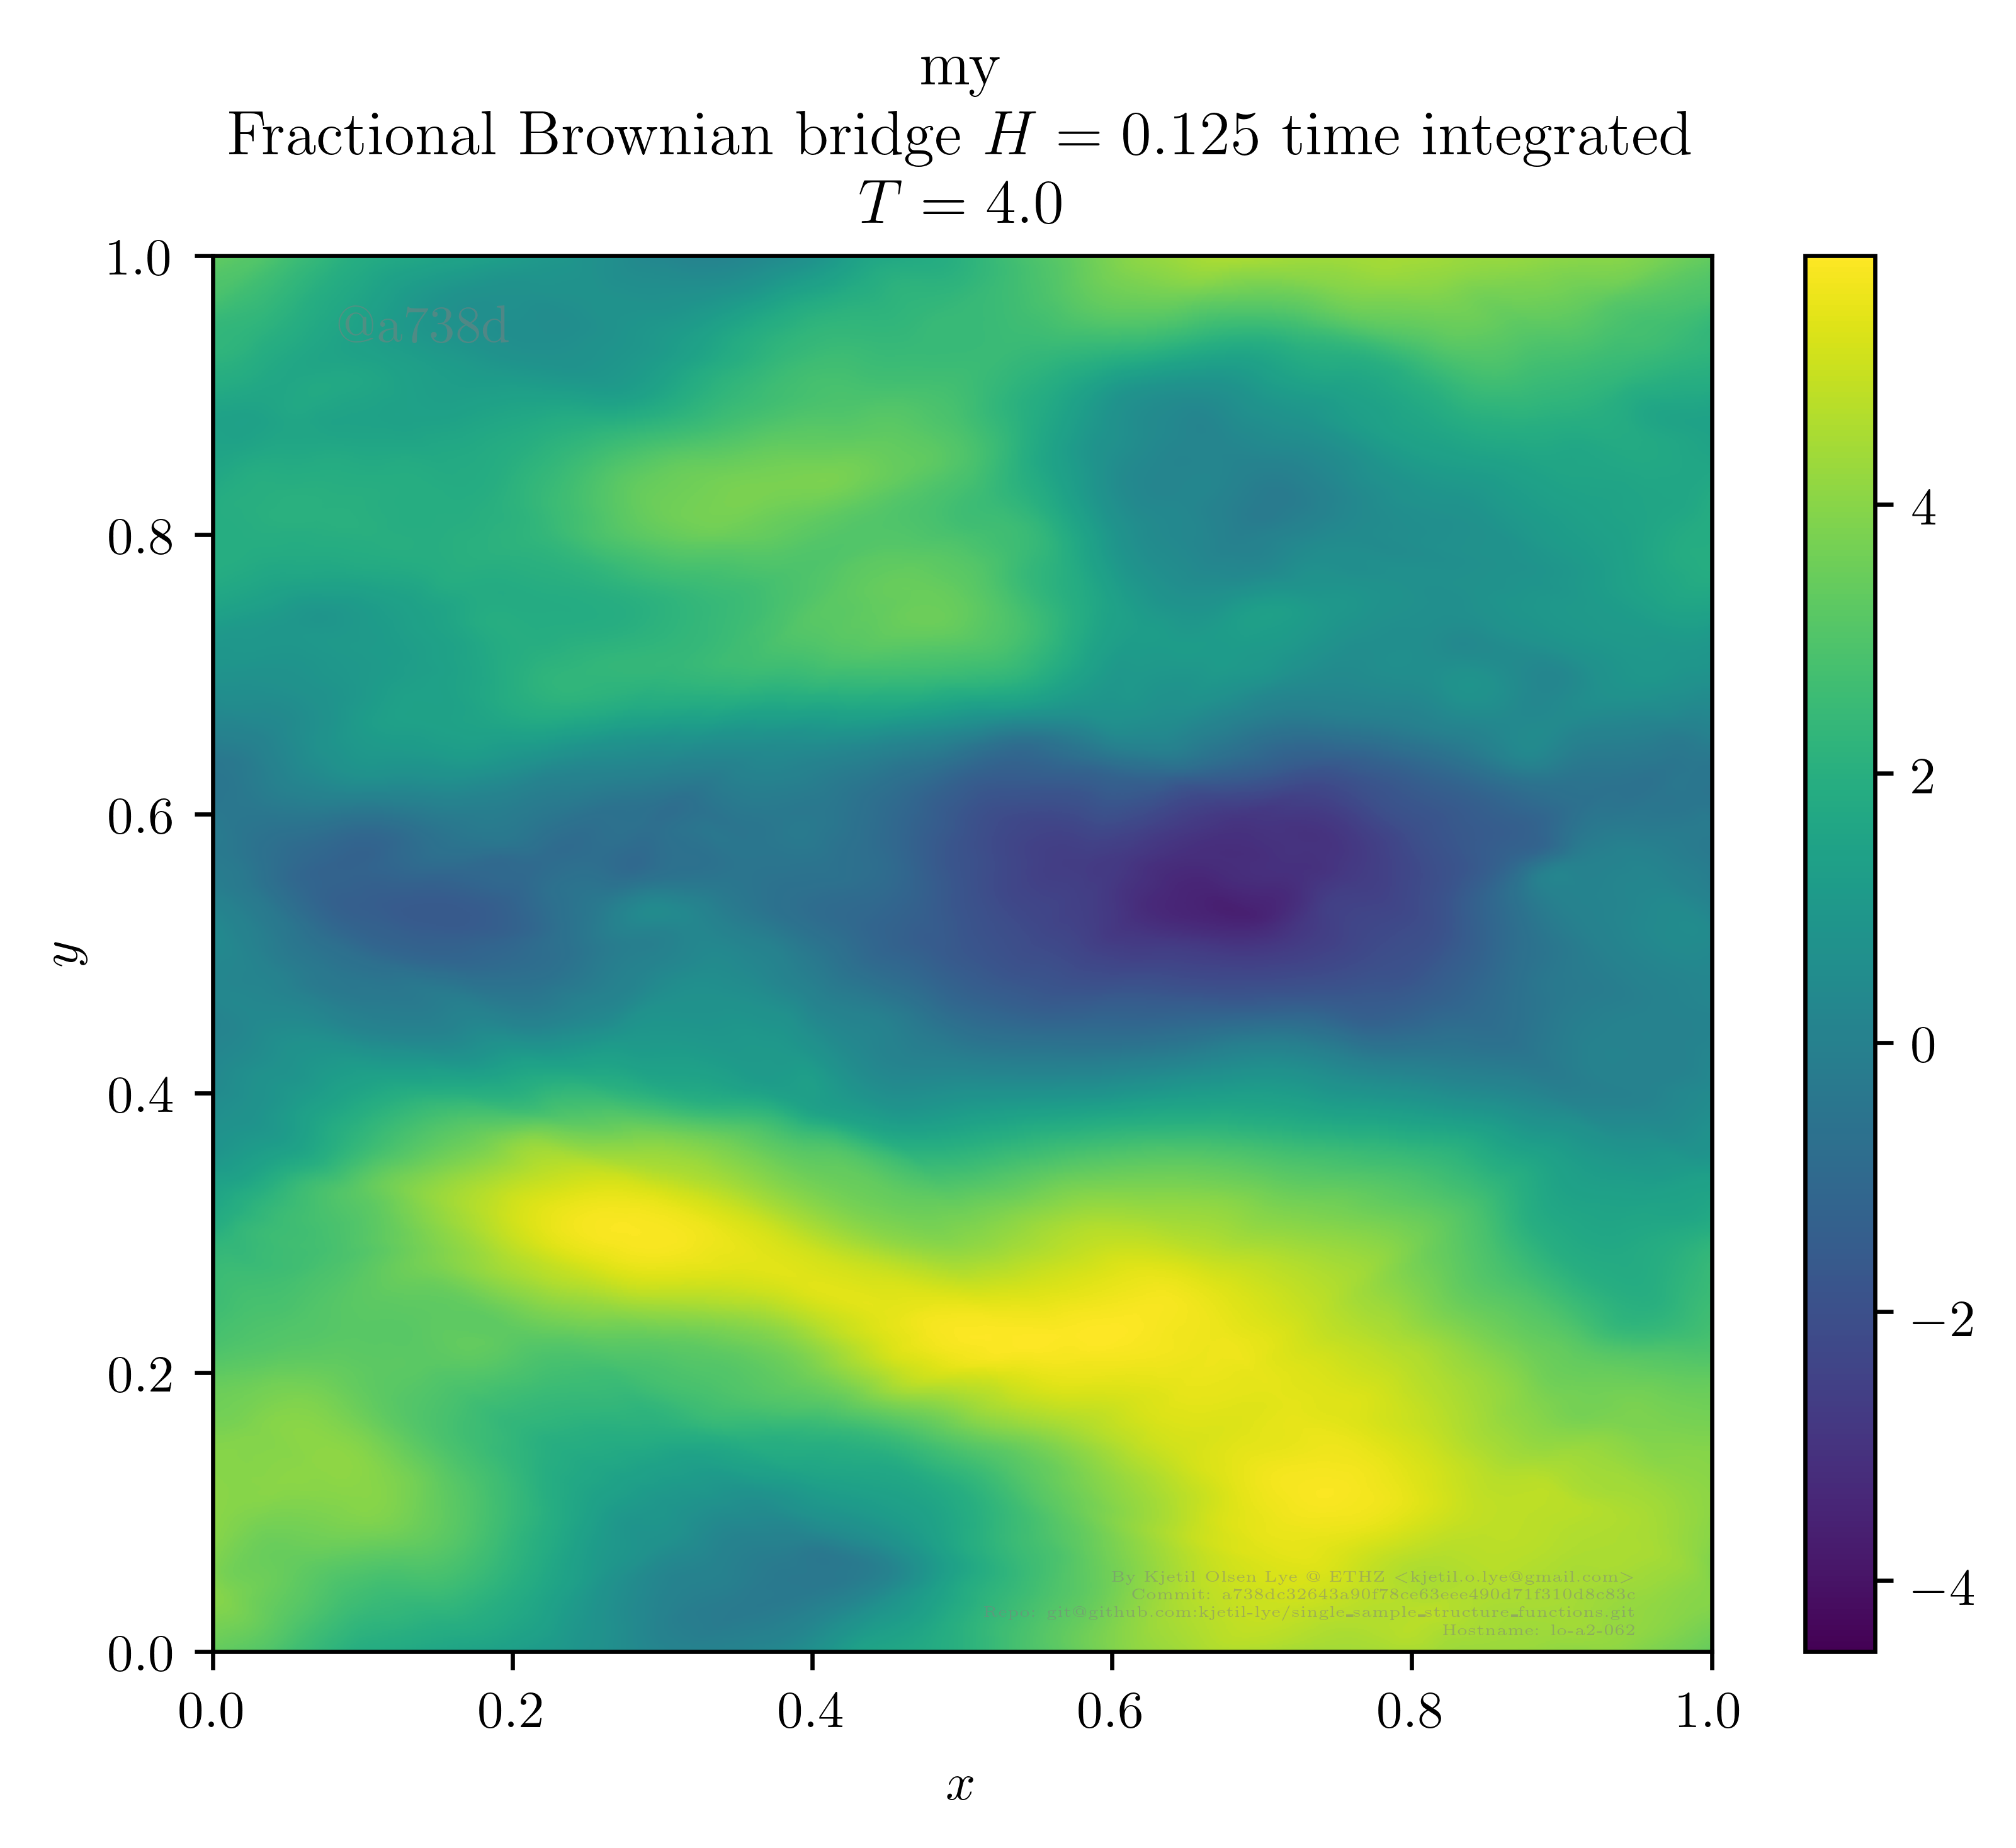 my
Fractional Brownian bridge H = 0.125 time integrated
T = 4.0
1.0
@a738d
4
0.8
2
0.6
y
0
0.4
−2
0.2
By Kjetil Olsen Lye @ ETHZ <kjetil.o.lye@gmail.com>
Commit: a738dc32643a90f78ce63eee490d71f310d8e83c
Repo: git@github.com:kjetil-lye/single_sample_structure_functions.git
Hostname: lo-a2-062
−4
0.0
0.0 0.2 0.4 0.6 0.8 1.0
x